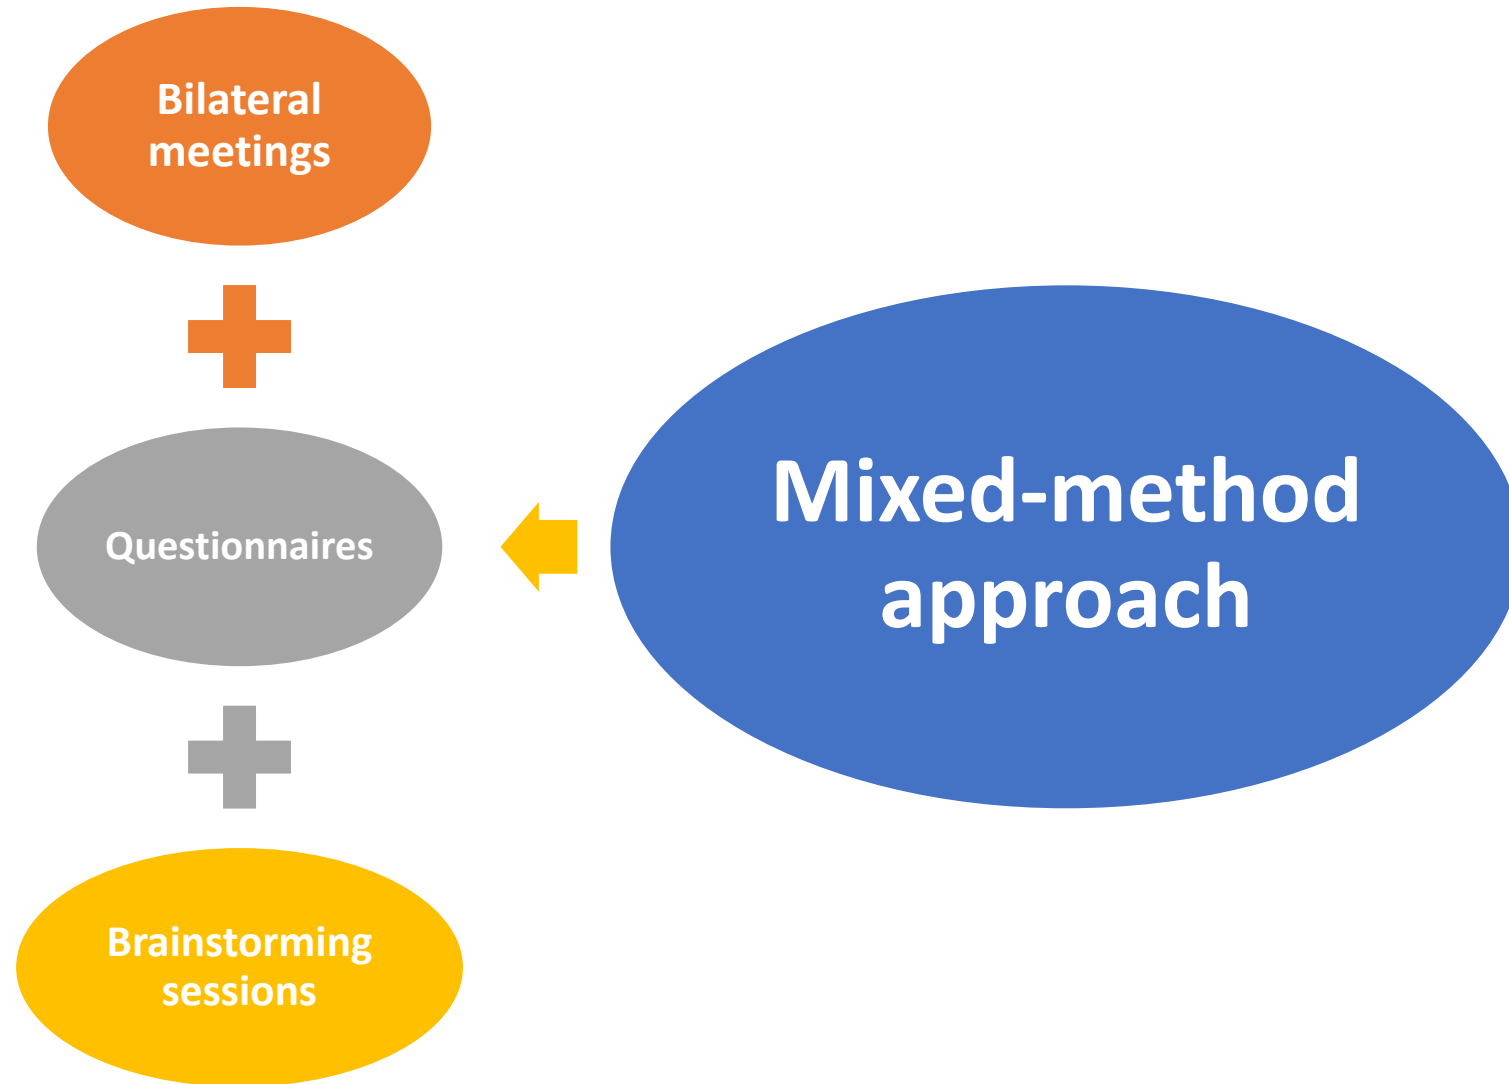 Bilateral
meetings
Questionnaires
Brainstorming
sessions
Mixed-method
approach